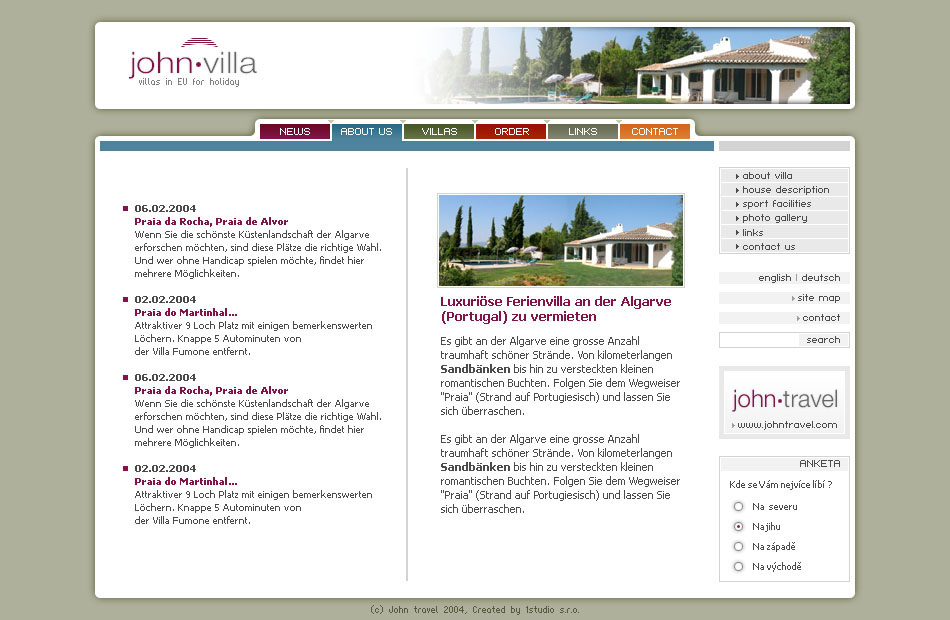 john·villa
villas in EU for holiday
NEWS ABOUT US VILLAS ORDER LINKS CONTACT
06.02.2004
Praia da Rocha, Praia de Alvor
Wenn Sie die schönste Küstenlandschaft der Algarve
erforschen möchten, sind diese Plätze die richtige Wahl.
Und wer ohne Handicap spielen möchte, findet hier
mehrere Möglichkeiten.
02.02.2004
Praia do Martinhal...
Attraktiver 9 Loch Platz mit einigen bemerkenswerten
Löchern. Knappe 5 Autominuten von
der Villa Fumone entfernt.
06.02.2004
Praia da Rocha, Praia de Alvor
Wenn Sie die schönste Küstenlandschaft der Algarve
erforschen möchten, sind diese Plätze die richtige Wahl.
Und wer ohne Handicap spielen möchte, findet hier
mehrere Möglichkeiten.
02.02.2004
Praia do Martinhal...
Attraktiver 9 Loch Platz mit einigen bemerkenswerten
Löchern. Knappe 5 Autominuten von
der Villa Fumone entfernt.
Luxuriöse Ferienvilla an der Algarve
(Portugal) zu vermieten
Es gibt an der Algarve eine grosse Anzahl
traumhaft schöner Strände. Von kilometerlangen
Sandbänken bis hin zu versteckten kleinen
romantischen Buchten. Folgen Sie dem Wegweiser
"Praia" (Strand auf Portugiesisch) und lassen Sie
sich überraschen.
Es gibt an der Algarve eine grosse Anzahl
traumhaft schöner Strände. Von kilometerlangen
Sandbänken bis hin zu versteckten kleinen
romantischen Buchten. Folgen Sie dem Wegweiser
"Praia" (Strand auf Portugiesisch) und lassen Sie
sich überraschen.
about villa
house description
sport facilities
photo gallery
links
contact us
english | deutsch
site map
contact
search
john·travel
www.johntravel.com
ANKETA
Kde se Vám nejvíce líbí ?
Na severu
Na jihu
Na západě
Na východě
(c) John travel 2004, Created by 1studio s.r.o.